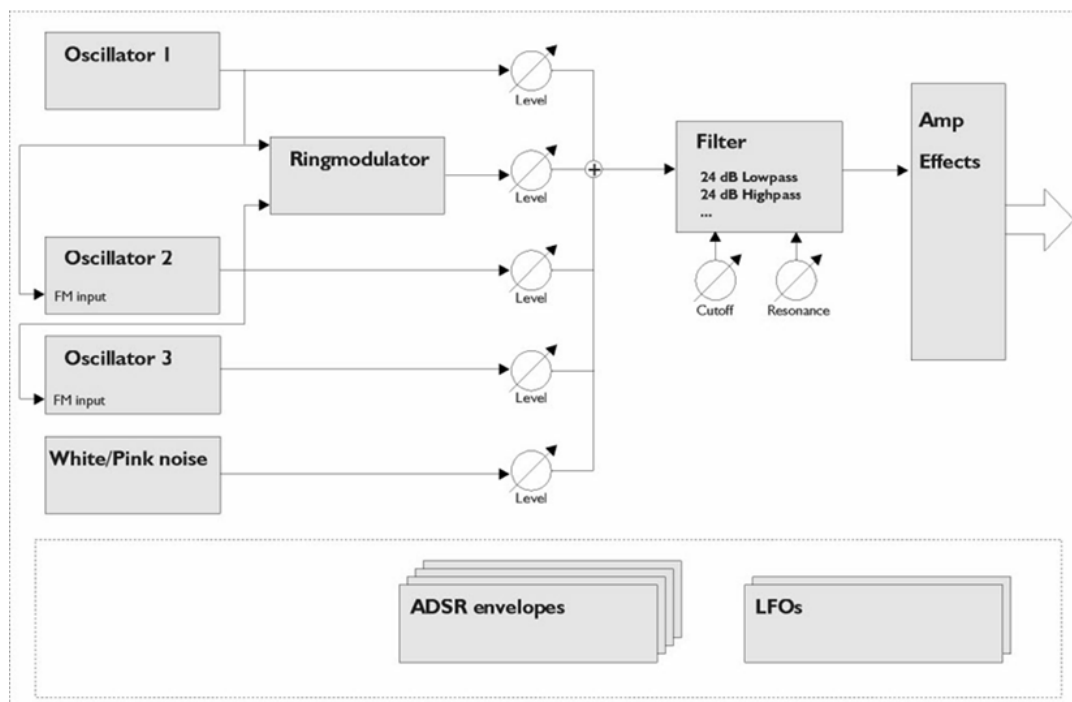 Oscillator 1
Level
Ringmodulator
Level
Filter
24 dB Lowpass
24 dB Highpass
...
Amp
Effects
Oscillator 2
FM input
Level
Cutoff
Resonance
Oscillator 3
FM input
Level
White/Pink noise
Level
ADSR envelopes
LFOs